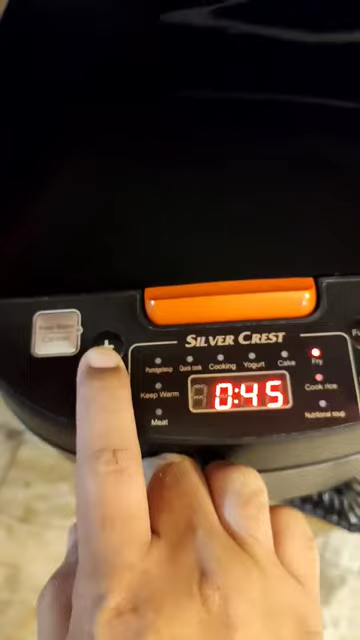 SILVER CREST
Porridge/soup Quick cook Cooking Yogurt Cake Fry
Keep Warm 0:45 Cook rice
Meat Nutritional soup
+